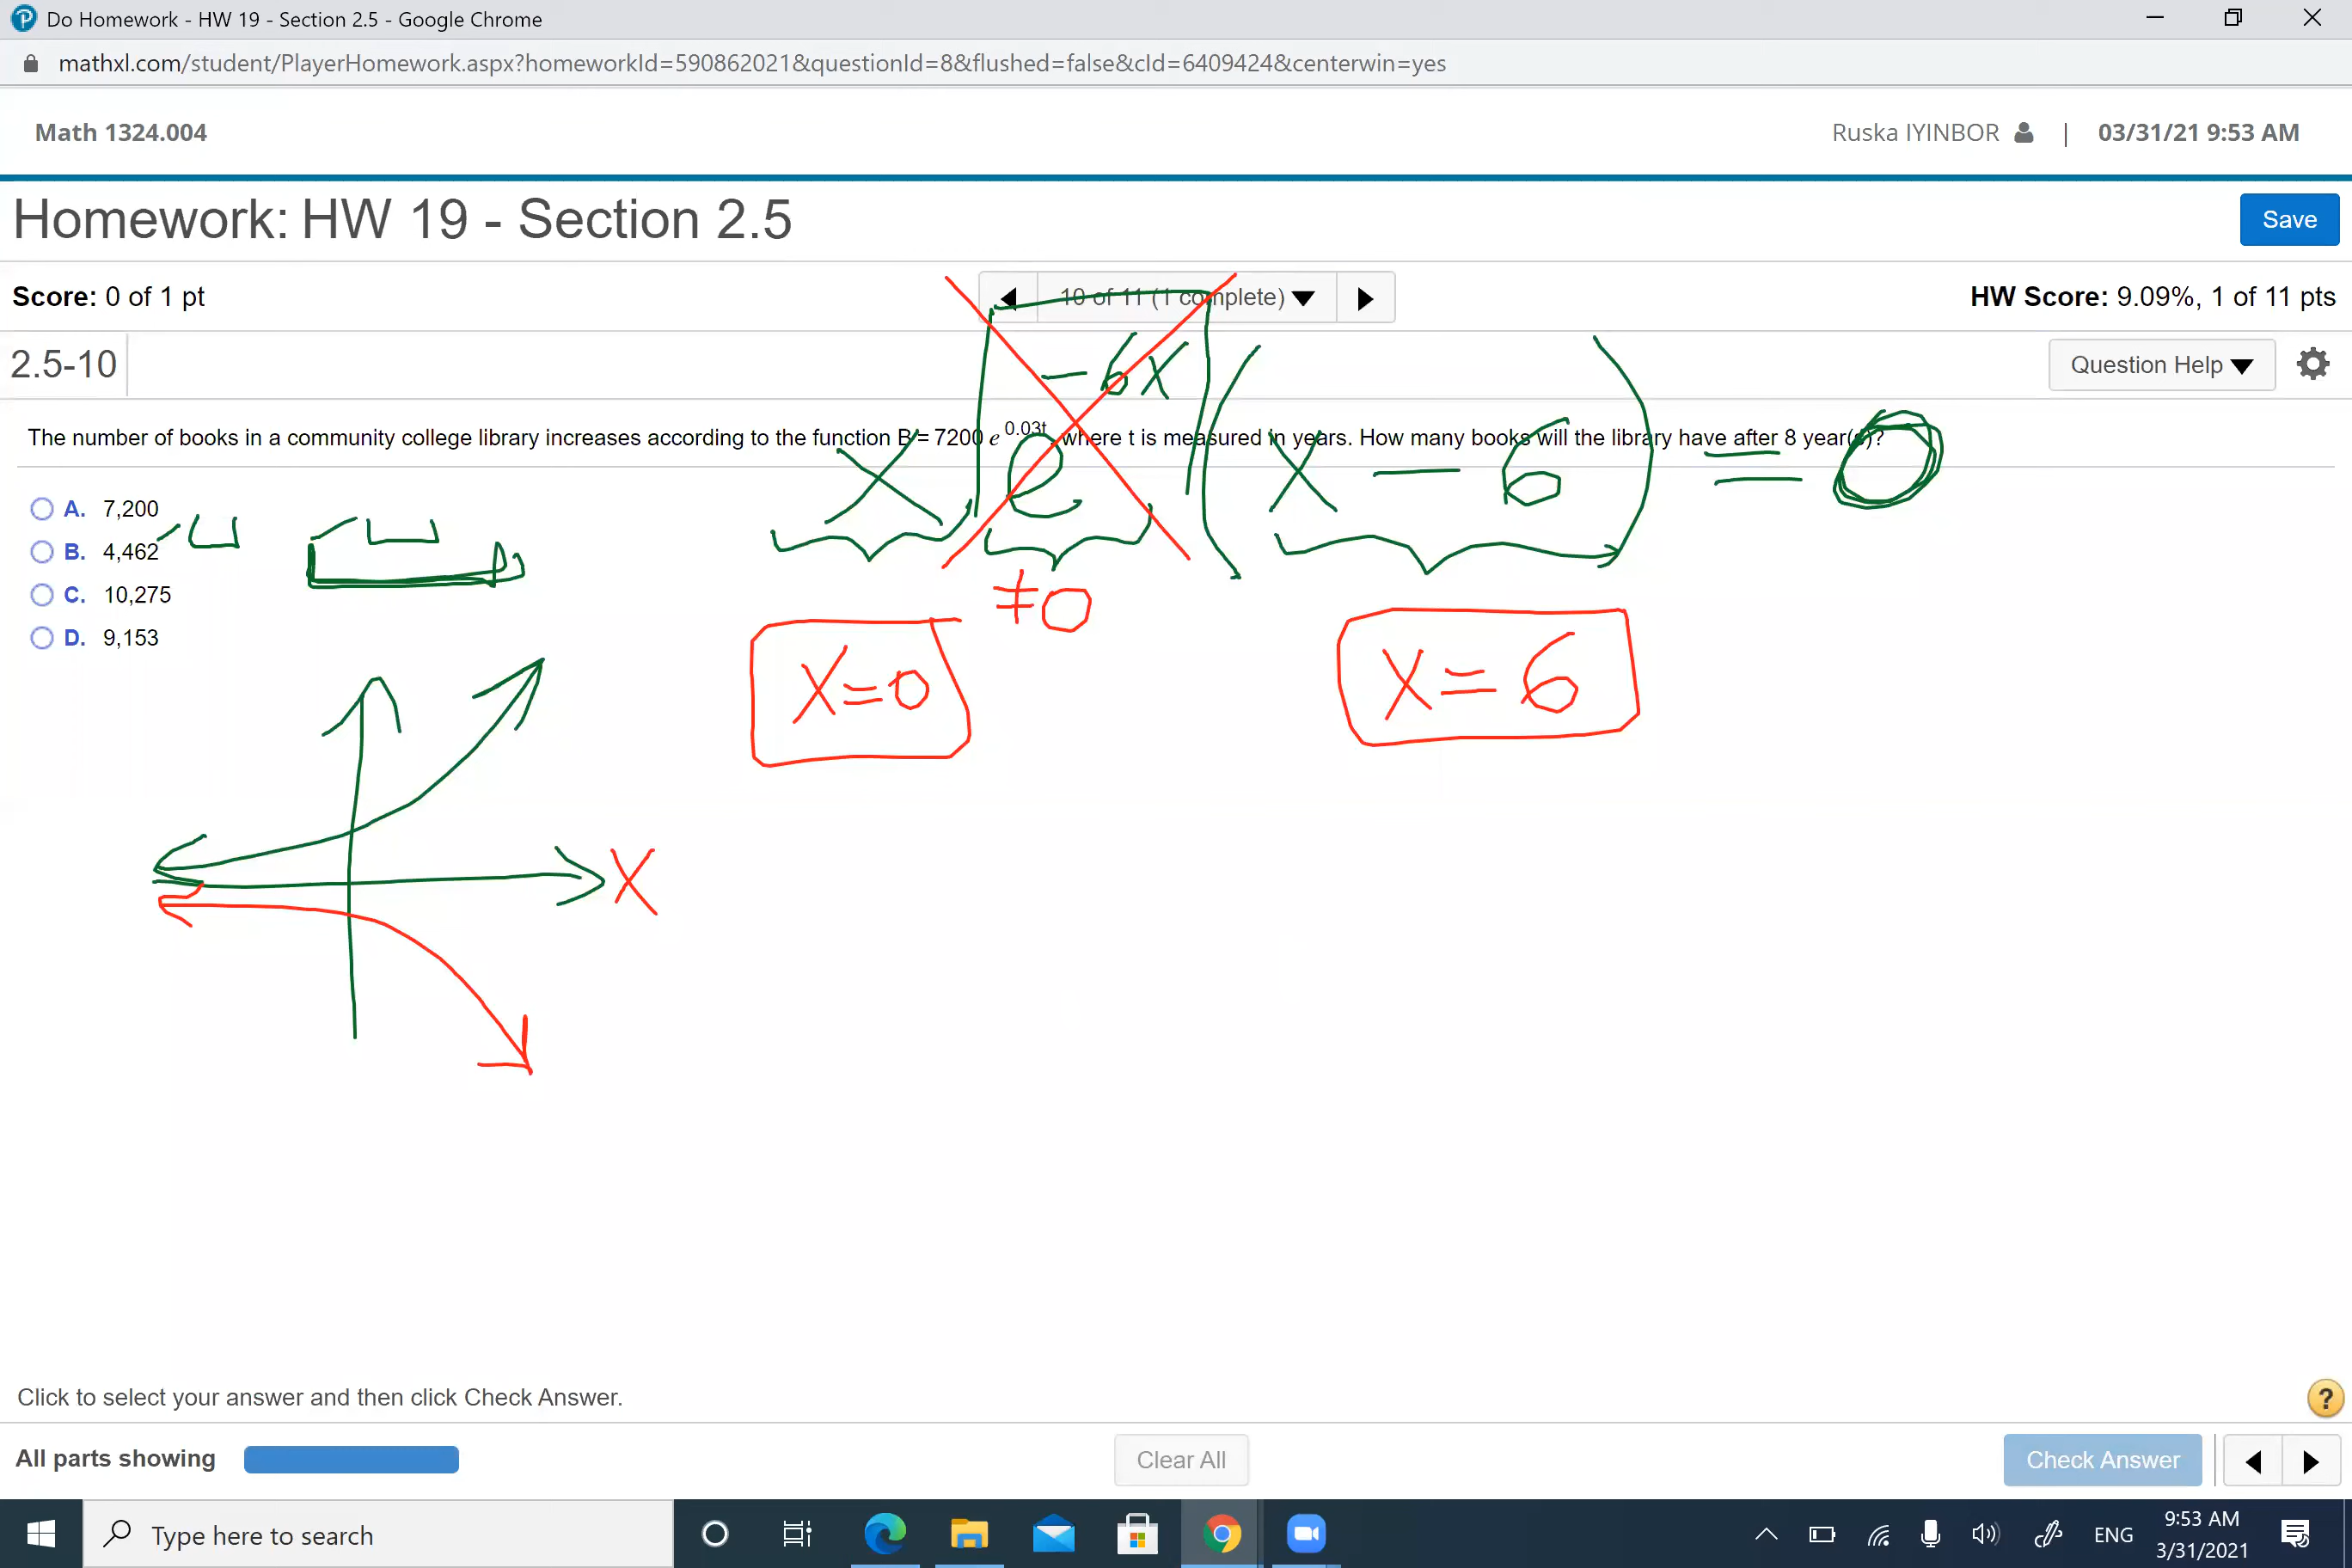 Do Homework - HW 19 - Section 2.5 - Google Chrome
mathxl.com/student/PlayerHomework.aspx?homeworkId=590862021&questionId=8&flushed=false&cId=6409424&centerwin=yes
Math 1324.004
Ruska IYINBOR | 03/31/21 9:53 AM
Homework: HW 19 - Section 2.5
Save
Score: 0 of 1 pt
10 of 11 (1 complete)
HW Score: 9.09%, 1 of 11 pts
2.5-10
Question Help
The number of books in a community college library increases according to the function B = 7200 e^0.03t, where t is measured in years. How many books will the library have after 8 year(s)?
x e^-6x (x - 6) = 0
A. 7,200
B. 4,462
C. 10,275
D. 9,153
≠0
x=0
x=6
x
Click to select your answer and then click Check Answer.
?
All parts showing
Clear All
Check Answer
Type here to search
ENG
9:53 AM
3/31/2021